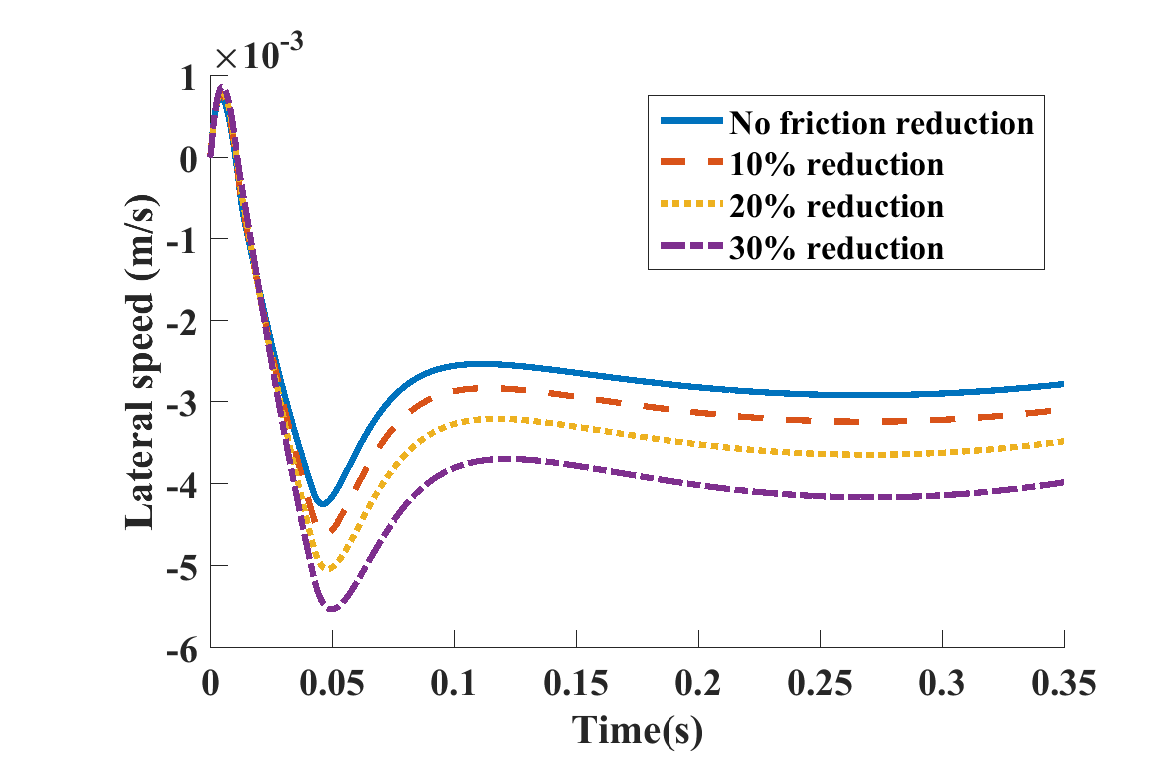 ×10-3
1
0
-1
-2
-3
-4
-5
-6
Lateral speed (m/s)
No friction reduction
10% reduction
20% reduction
30% reduction
0 0.05 0.1 0.15 0.2 0.25 0.3 0.35
Time(s)